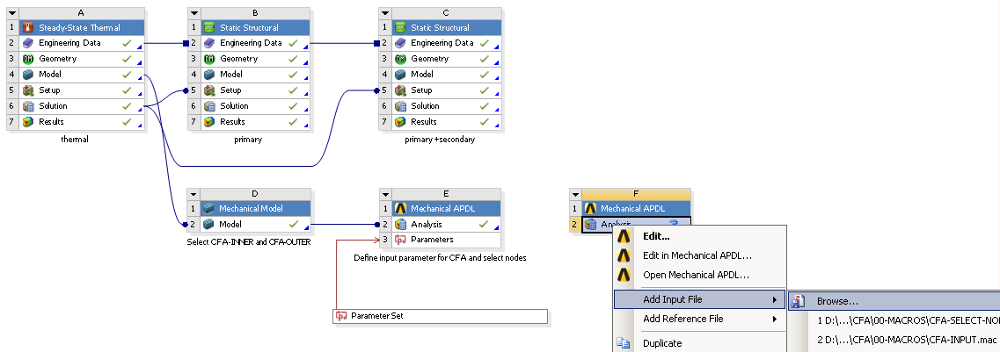 A
1 Steady-State Thermal
2 Engineering Data
3 Geometry
4 Model
5 Setup
6 Solution
7 Results
thermal
B
1 Static Structural
2 Engineering Data
3 Geometry
4 Model
5 Setup
6 Solution
7 Results
primary
C
1 Static Structural
2 Engineering Data
3 Geometry
4 Model
5 Setup
6 Solution
7 Results
primary +secondary
D
1 Mechanical Model
2 Model
Select CFA-INNER and CFA-OUTER
E
1 Mechanical APDL
2 Analysis
3 Parameters
Define input parameter for CFA and select nodes
Parameter Set
F
1 Mechanical APDL
2 Analysis
Edit...
Edit in Mechanical APDL...
Open Mechanical APDL...
Add Input File
Add Reference File
Duplicate
Browse...
1 D:\...\CFA\00-MACROS\CFA-SELECT-NO
2 D:\...\CFA\00-MACROS\CFA-INPUT.mac